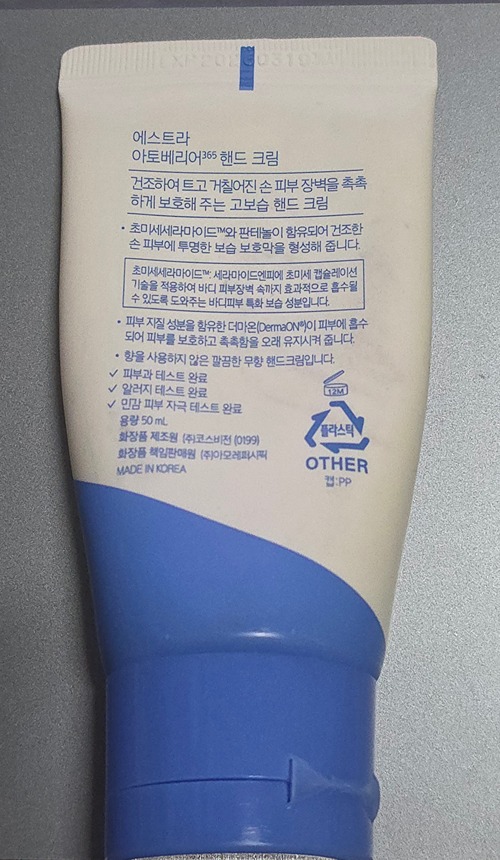 에스트라
아토베리어³⁶⁵ 핸드 크림
건조하여 트고 거칠어진 손 피부 장벽을 촉촉
하게 보호해 주는 고보습 핸드 크림
• 초미세세라마이드™와 판테놀이 함유되어 건조한
손 피부에 투명한 보습 보호막을 형성해 줍니다.
초미세세라마이드™: 세라마이드엔피에 초미세 캡슐레이션
기술을 적용하여 바디 피부장벽 속까지 효과적으로 흡수될
수 있도록 도와주는 바디피부 특화 보습 성분입니다.
• 피부 지질 성분을 함유한 더마온(DermaON®)이 피부에 흡수
되어 피부를 보호하고 촉촉함을 오래 유지시켜 줍니다.
• 향을 사용하지 않은 깔끔한 무향 핸드크림입니다.
✓ 피부과 테스트 완료
✓ 알러지 테스트 완료
✓ 민감 피부 자극 테스트 완료
용량 50 mL
화장품 제조원 (주)코스비전 (0199)
화장품 책임판매원 (주)아모레퍼시픽
MADE IN KOREA
12M
플라스틱
OTHER
캡:PP